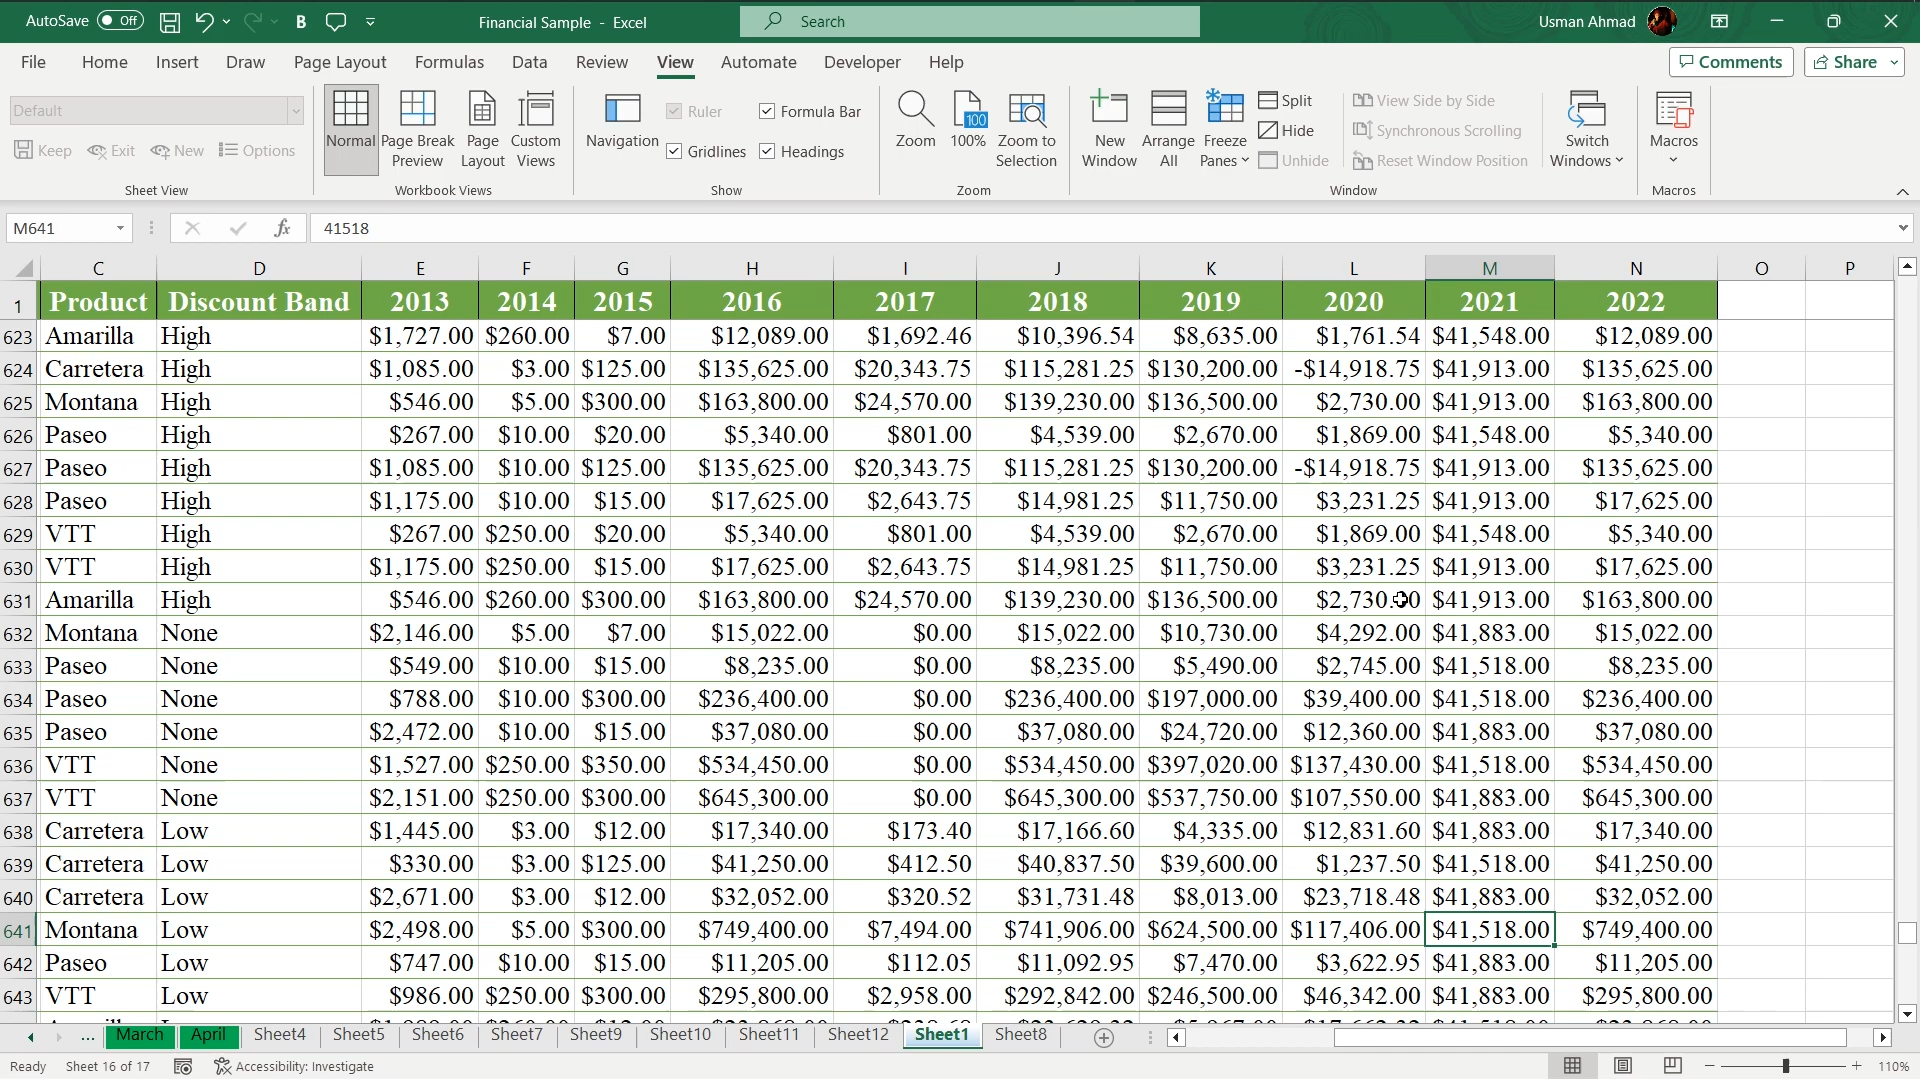 AutoSave Off B Financial Sample - Excel Search Usman Ahmad
File Home Insert Draw Page Layout Formulas Data Review View Automate Developer Help Comments Share
Default
Keep Exit New Options
Sheet View
Normal Page Break Preview Page Layout Custom Views
Workbook Views
Navigation Ruler Formula Bar
Gridlines Headings
Show
Zoom 100 100% Zoom to Selection
Zoom
New Window Arrange All Freeze Panes
Split View Side by Side
Hide Synchronous Scrolling
Unhide Reset Window Position
Switch Windows
Window
Macros
Macros
M641 fx 41518
C D E F G H I J K L M N O P
1 Product Discount Band 2013 2014 2015 2016 2017 2018 2019 2020 2021 2022
623 Amarilla High $1,727.00 $260.00 $7.00 $12,089.00 $1,692.46 $10,396.54 $8,635.00 $1,761.54 $41,548.00 $12,089.00
624 Carretera High $1,085.00 $3.00 $125.00 $135,625.00 $20,343.75 $115,281.25 $130,200.00 -$14,918.75 $41,913.00 $135,625.00
625 Montana High $546.00 $5.00 $300.00 $163,800.00 $24,570.00 $139,230.00 $136,500.00 $2,730.00 $41,913.00 $163,800.00
626 Paseo High $267.00 $10.00 $20.00 $5,340.00 $801.00 $4,539.00 $2,670.00 $1,869.00 $41,548.00 $5,340.00
627 Paseo High $1,085.00 $10.00 $125.00 $135,625.00 $20,343.75 $115,281.25 $130,200.00 -$14,918.75 $41,913.00 $135,625.00
628 Paseo High $1,175.00 $10.00 $15.00 $17,625.00 $2,643.75 $14,981.25 $11,750.00 $3,231.25 $41,913.00 $17,625.00
629 VTT High $267.00 $250.00 $20.00 $5,340.00 $801.00 $4,539.00 $2,670.00 $1,869.00 $41,548.00 $5,340.00
630 VTT High $1,175.00 $250.00 $15.00 $17,625.00 $2,643.75 $14,981.25 $11,750.00 $3,231.25 $41,913.00 $17,625.00
631 Amarilla High $546.00 $260.00 $300.00 $163,800.00 $24,570.00 $139,230.00 $136,500.00 $2,730.00 $41,913.00 $163,800.00
632 Montana None $2,146.00 $5.00 $7.00 $15,022.00 $0.00 $15,022.00 $10,730.00 $4,292.00 $41,883.00 $15,022.00
633 Paseo None $549.00 $10.00 $15.00 $8,235.00 $0.00 $8,235.00 $5,490.00 $2,745.00 $41,518.00 $8,235.00
634 Paseo None $788.00 $10.00 $300.00 $236,400.00 $0.00 $236,400.00 $197,000.00 $39,400.00 $41,518.00 $236,400.00
635 Paseo None $2,472.00 $10.00 $15.00 $37,080.00 $0.00 $37,080.00 $24,720.00 $12,360.00 $41,883.00 $37,080.00
636 VTT None $1,527.00 $250.00 $350.00 $534,450.00 $0.00 $534,450.00 $397,020.00 $137,430.00 $41,518.00 $534,450.00
637 VTT None $2,151.00 $250.00 $300.00 $645,300.00 $0.00 $645,300.00 $537,750.00 $107,550.00 $41,883.00 $645,300.00
638 Carretera Low $1,445.00 $3.00 $12.00 $17,340.00 $173.40 $17,166.60 $4,335.00 $12,831.60 $41,883.00 $17,340.00
639 Carretera Low $330.00 $3.00 $125.00 $41,250.00 $412.50 $40,837.50 $39,600.00 $1,237.50 $41,518.00 $41,250.00
640 Carretera Low $2,671.00 $3.00 $12.00 $32,052.00 $320.52 $31,731.48 $8,013.00 $23,718.48 $41,883.00 $32,052.00
641 Montana Low $2,498.00 $5.00 $300.00 $749,400.00 $7,494.00 $741,906.00 $624,500.00 $117,406.00 $41,518.00 $749,400.00
642 Paseo Low $747.00 $10.00 $15.00 $11,205.00 $112.05 $11,092.95 $7,470.00 $3,622.95 $41,883.00 $11,205.00
643 VTT Low $986.00 $250.00 $300.00 $295,800.00 $2,958.00 $292,842.00 $246,500.00 $46,342.00 $41,883.00 $295,800.00
... March April Sheet4 Sheet5 Sheet6 Sheet7 Sheet9 Sheet10 Sheet11 Sheet12 Sheet1 Sheet8
Ready Sheet 16 of 17 Accessibility: Investigate 110%